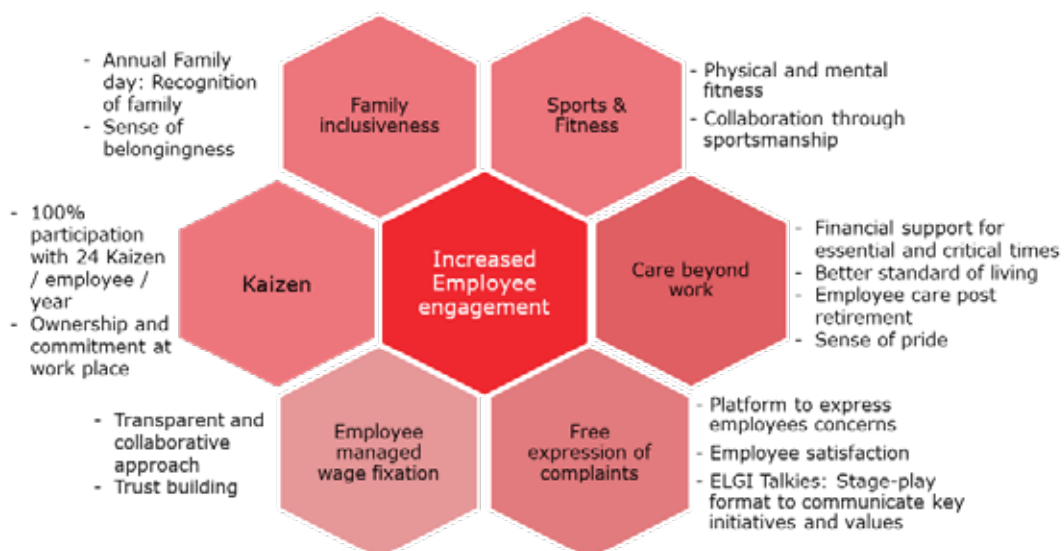 - Annual Family
day: Recognition
of family
- Sense of
belongingness
Family
inclusiveness
Sports &
Fitness
- Physical and mental
fitness
- Collaboration through
sportsmanship
- 100%
participation
with 24 Kaizen
/ employee /
year
- Ownership and
commitment at
work place
Kaizen
Increased
Employee
engagement
Care beyond
work
- Financial support for
essential and critical times
- Better standard of living
- Employee care post
retirement
- Sense of pride
- Transparent and
collaborative
approach
- Trust building
Employee
managed
wage fixation
Free
expression of
complaints
- Platform to express
employees concerns
- Employee satisfaction
- ELGI Talkies: Stage-play
format to communicate key
initiatives and values